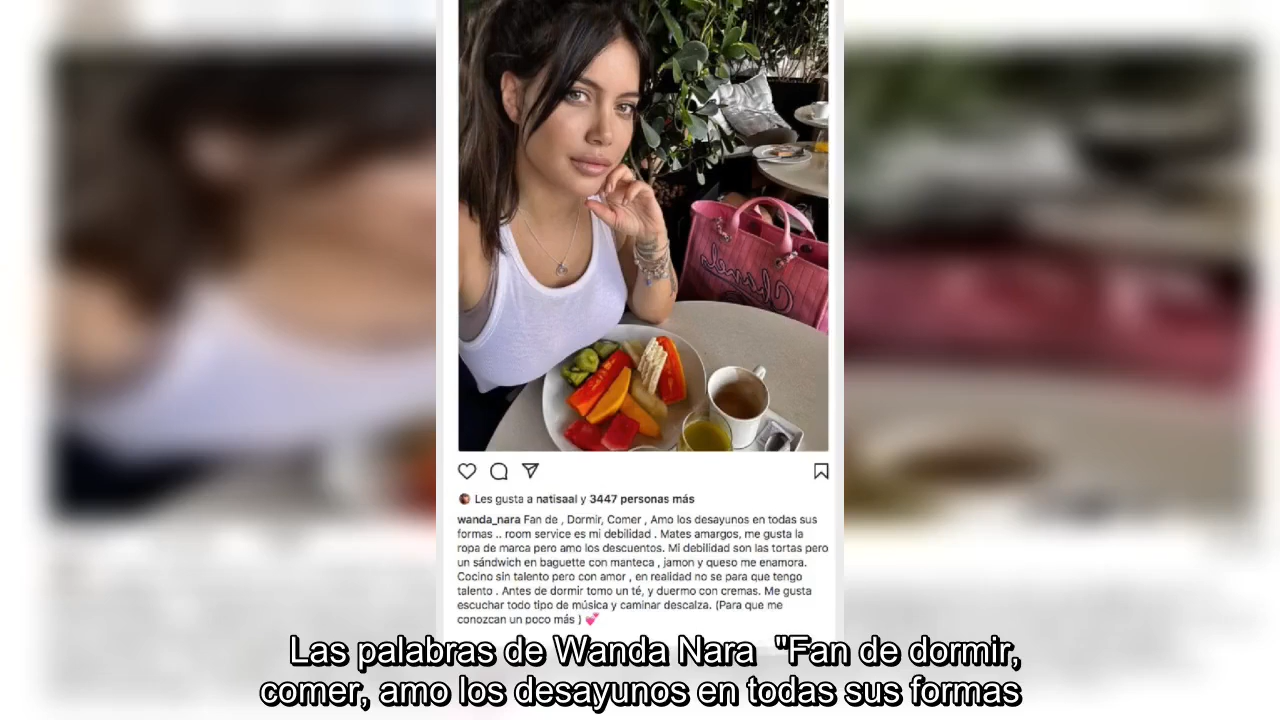 Chanel
Les gusta a natisaal y 3447 personas más
wanda_nara Fan de , Dormir, Comer , Amo los desayunos en todas sus
formas .. room service es mi debilidad . Mates amargos, me gusta la
ropa de marca pero amo los descuentos. Mi debilidad son las tortas pero
un sándwich en baguette con manteca , jamon y queso me enamora.
Cocino sin talento pero con amor , en realidad no se para que tengo
talento . Antes de dormir tomo un té, y duermo con cremas. Me gusta
escuchar todo tipo de música y caminar descalza. (Para que me
conozcan un poco más )
Las palabras de Wanda Nara "Fan de dormir,
comer, amo los desayunos en todas sus formas